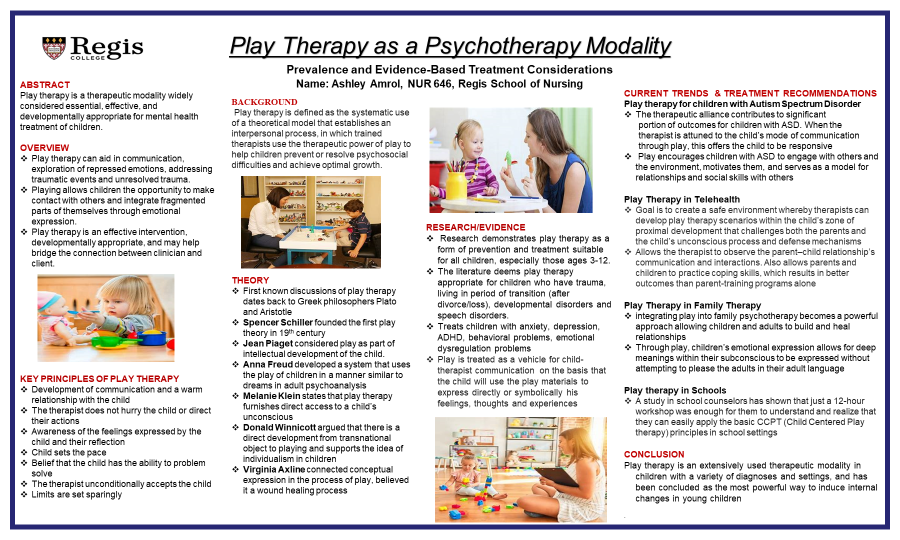 Regis
COLLEGE
Play Therapy as a Psychotherapy Modality
Prevalence and Evidence-Based Treatment Considerations
Name: Ashley Amrol, NUR 646, Regis School of Nursing
ABSTRACT
Play therapy is a therapeutic modality widely
considered essential, effective, and
developmentally appropriate for mental health
treatment of children.
OVERVIEW
❖ Play therapy can aid in communication,
exploration of repressed emotions, addressing
traumatic events and unresolved trauma.
❖ Playing allows children the opportunity to make
contact with others and integrate fragmented
parts of themselves through emotional
expression.
❖ Play therapy is an effective intervention,
developmentally appropriate, and may help
bridge the connection between clinician and
client.
KEY PRINCIPLES OF PLAY THERAPY
❖ Development of communication and a warm
relationship with the child
❖ The therapist does not hurry the child or direct
their actions
❖ Awareness of the feelings expressed by the
child and their reflection
❖ Child sets the pace
❖ Belief that the child has the ability to problem
solve
❖ The therapist unconditionally accepts the child
❖ Limits are set sparingly
BACKGROUND
Play therapy is defined as the systematic use
of a theoretical model that establishes an
interpersonal process, in which trained
therapists use the therapeutic power of play to
help children prevent or resolve psychosocial
difficulties and achieve optimal growth.
THEORY
❖ First known discussions of play therapy
dates back to Greek philosophers Plato
and Aristotle
❖ Spencer Schiller founded the first play
theory in 19th century
❖ Jean Piaget considered play as part of
intellectual development of the child.
❖ Anna Freud developed a system that uses
the play of children in a manner similar to
dreams in adult psychoanalysis
❖ Melanie Klein states that play therapy
furnishes direct access to a child's
unconscious
❖ Donald Winnicott argued that there is a
direct development from transnational
object to playing and supports the idea of
individualism in children
❖ Virginia Axline connected conceptual
expression in the process of play, believed
it a wound healing process
RESEARCH/EVIDENCE
❖ Research demonstrates play therapy as a
form of prevention and treatment suitable
for all children, especially those ages 3-12.
❖ The literature deems play therapy
appropriate for children who have trauma,
living in period of transition (after
divorce/loss), developmental disorders and
speech disorders.
❖ Treats children with anxiety, depression,
ADHD, behavioral problems, emotional
dysregulation problems
❖ Play is treated as a vehicle for child-
therapist communication on the basis that
the child will use the play materials to
express directly or symbolically his
feelings, thoughts and experiences
CURRENT TRENDS & TREATMENT RECOMMENDATIONS
Play therapy for children with Autism Spectrum Disorder
❖ The therapeutic alliance contributes to significant
portion of outcomes for children with ASD. When the
therapist is attuned to the child's mode of communication
through play, this offers the child to be responsive
❖ Play encourages children with ASD to engage with others and
the environment, motivates them, and serves as a model for
relationships and social skills with others
Play Therapy in Telehealth
❖ Goal is to create a safe environment whereby therapists can
develop play therapy scenarios within the child's zone of
proximal development that challenges both the parents and
the child's unconscious process and defense mechanisms
❖ Allows the therapist to observe the parent–child relationship's
communication and interactions. Also allows parents and
children to practice coping skills, which results in better
outcomes than parent-training programs alone
Play Therapy in Family Therapy
❖ integrating play into family psychotherapy becomes a powerful
approach allowing children and adults to build and heal
relationships
❖ Through play, children's emotional expression allows for deep
meanings within their subconscious to be expressed without
attempting to please the adults in their adult language
Play therapy in Schools
❖ A study in school counselors has shown that just a 12-hour
workshop was enough for them to understand and realize that
they can easily apply the basic CCPT (Child Centered Play
therapy) principles in school settings
CONCLUSION
Play therapy is an extensively used therapeutic modality in
children with a variety of diagnoses and settings, and has
been concluded as the most powerful way to induce internal
changes in young children